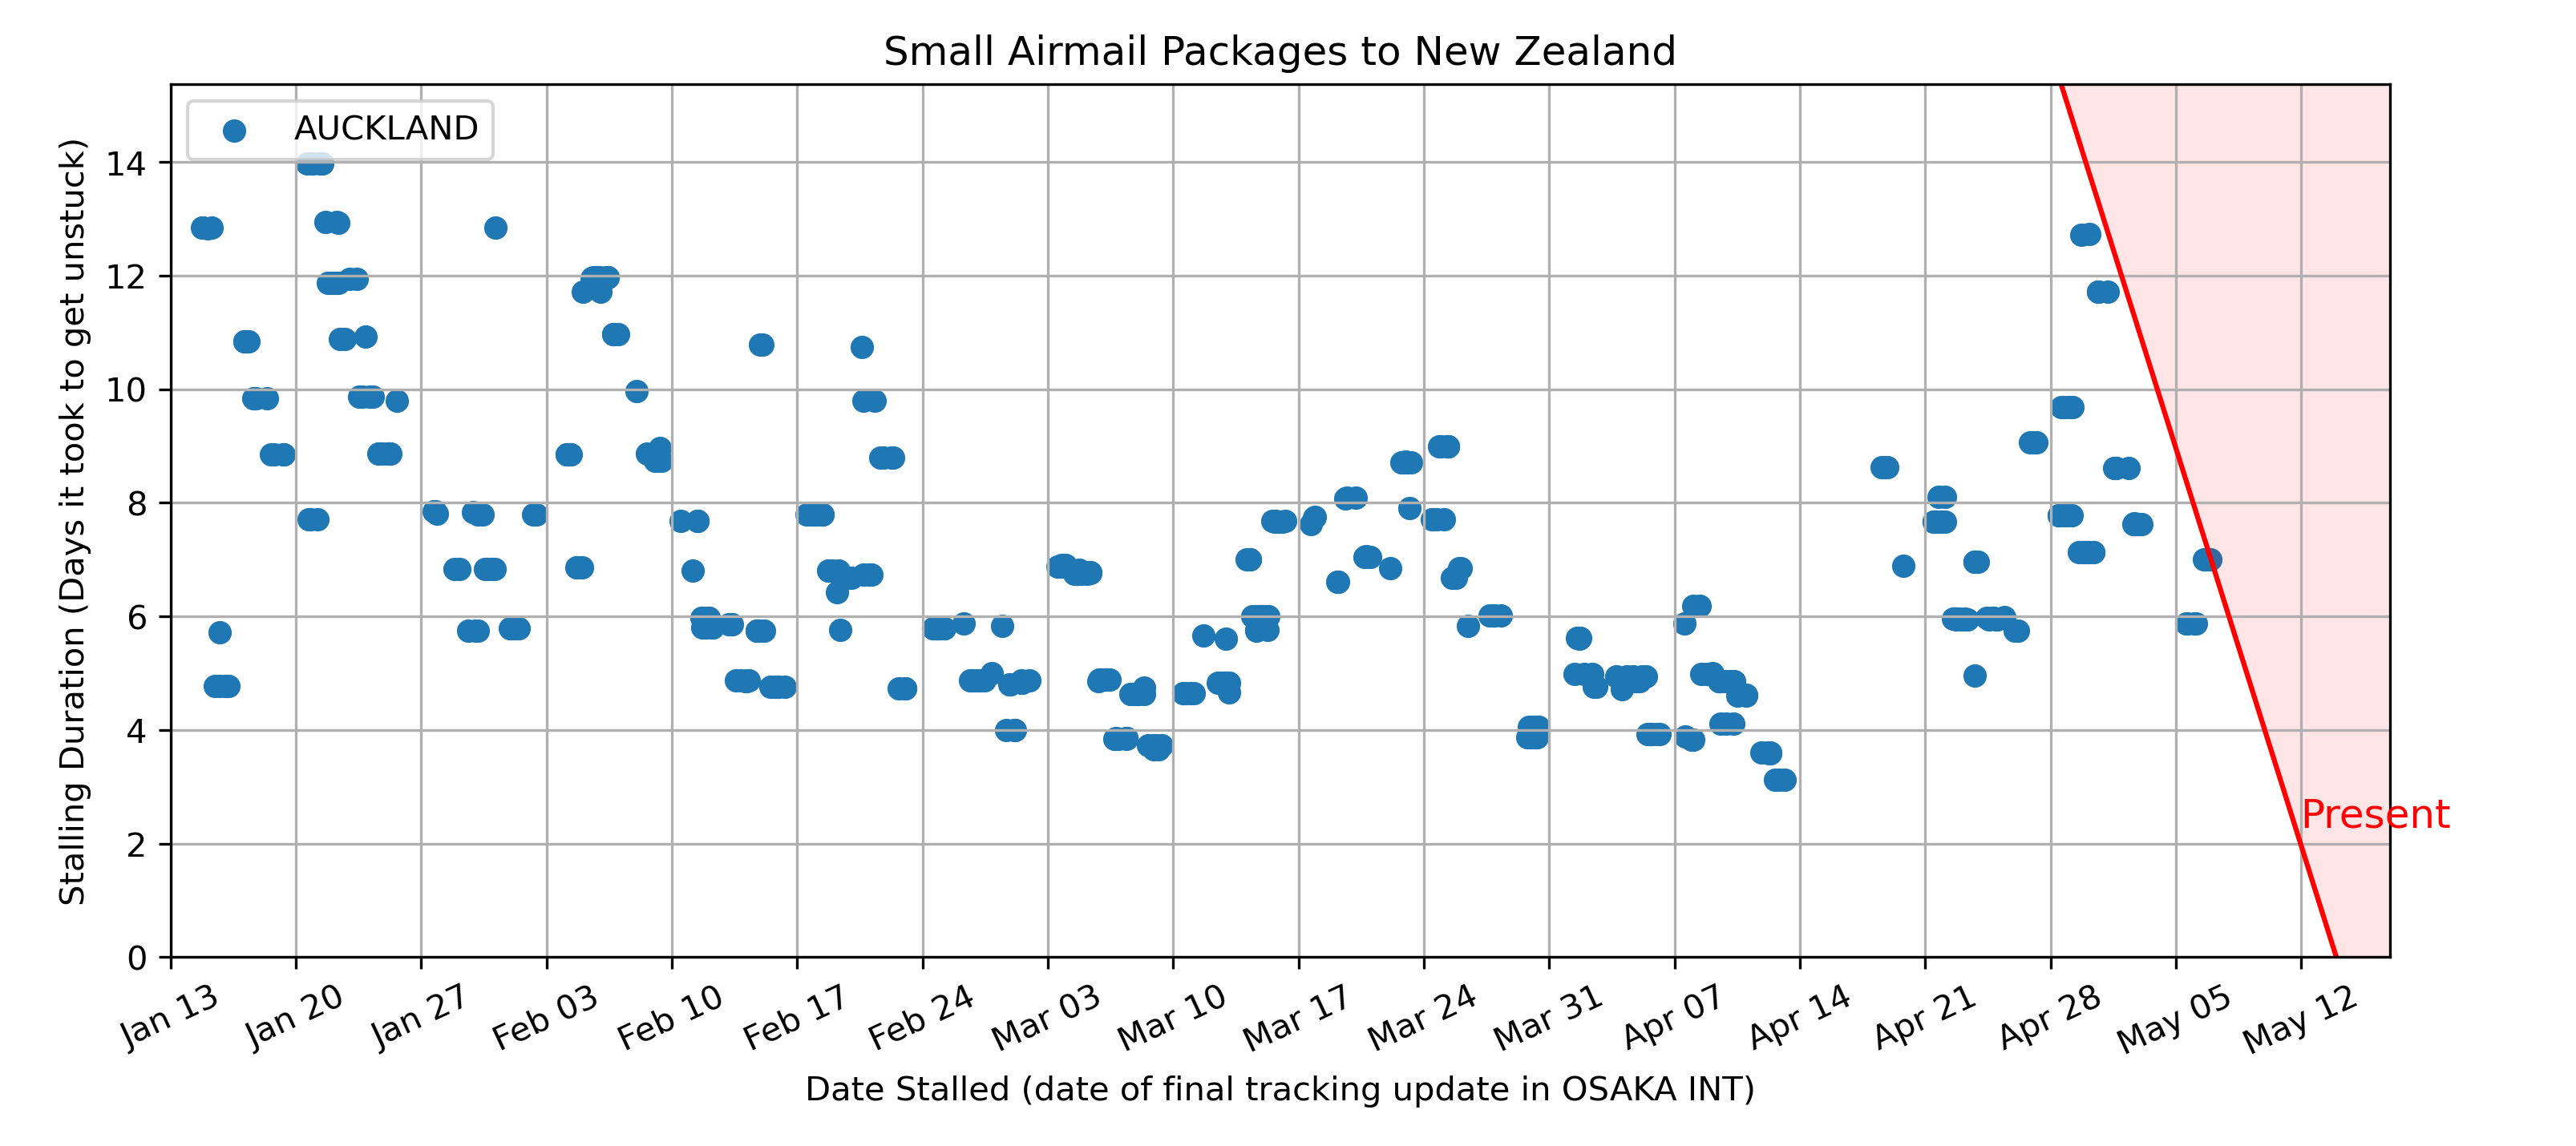 Small Airmail Packages to New Zealand
AUCKLAND
Stalling Duration (Days it took to get unstuck)
14
12
10
8
6
4
2
0
Present
Jan 13
Jan 20
Jan 27
Feb 03
Feb 10
Feb 17
Feb 24
Mar 03
Mar 10
Mar 17
Mar 24
Mar 31
Apr 07
Apr 14
Apr 21
Apr 28
May 05
May 12
Date Stalled (date of final tracking update in OSAKA INT)